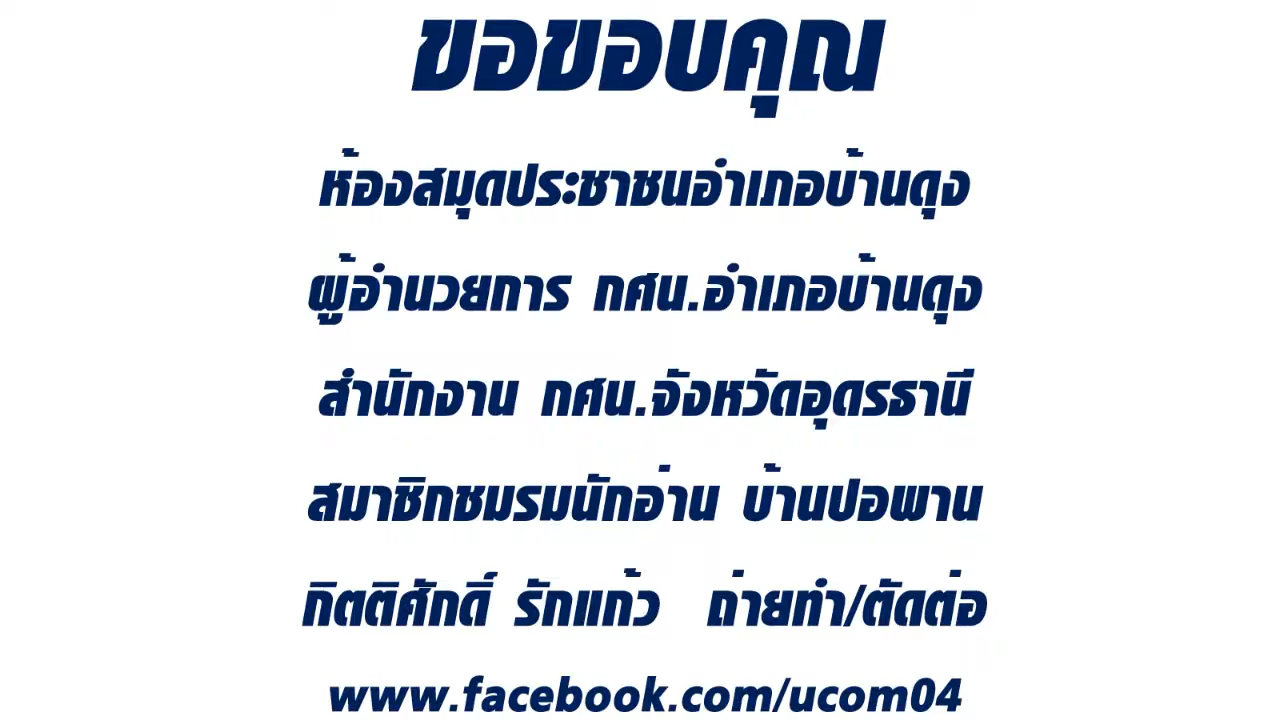 ขอขอบคุณ
ห้องสมุดประชาชนอำเภอบ้านดุง
ผู้อำนวยการ กศน.อำเภอบ้านดุง
สำนักงาน กศน.จังหวัดอุดรธานี
สมาชิกชมรมนักอ่าน บ้านปอพาน
กิตติศักดิ์ รักแก้ว ถ่ายทำ/ตัดต่อ
www.facebook.com/ucom04